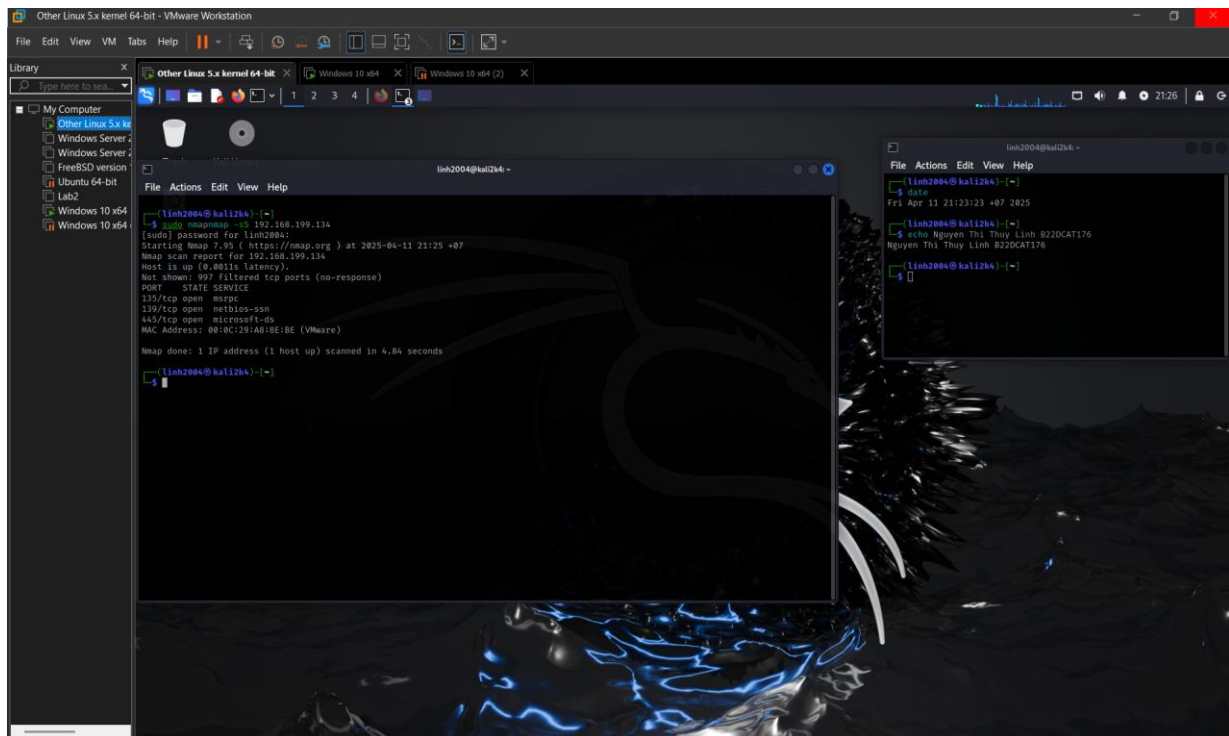 Other Linux 5.x kernel 64-bit - VMware Workstation
File Edit View VM Tabs Help
Library
Type here to sea...
My Computer
Other Linux 5.x ke
Windows Server 2
Windows Server 2
FreeBSD version
Ubuntu 64-bit
Lab2
Windows 10 x64
Windows 10 x64
Other Linux 5.x kernel 64-bit
Windows 10 x64
Windows 10 x64 (2)
1 2 3 4
21:26
linh2004@kali2k4: ~
File Actions Edit View Help
(linh2004㉿kali2k4)-[~]
$ sudo nmapnmap -sS 192.168.199.134
[sudo] password for linh2004:
Starting Nmap 7.95 ( https://nmap.org ) at 2025-04-11 21:25 +07
Nmap scan report for 192.168.199.134
Host is up (0.0011s latency).
Not shown: 997 filtered tcp ports (no-response)
PORT STATE SERVICE
135/tcp open msrpc
139/tcp open netbios-ssn
445/tcp open microsoft-ds
MAC Address: 00:0C:29:A8:8E:BE (VMware)
Nmap done: 1 IP address (1 host up) scanned in 4.84 seconds
(linh2004㉿kali2k4)-[~]
$
linh2004@kali2k4: ~
File Actions Edit View Help
(linh2004㉿kali2k4)-[~]
$ date
Fri Apr 11 21:23:23 +07 2025
(linh2004㉿kali2k4)-[~]
$ echo Nguyen Thi Thuy Linh B22DCAT176
Nguyen Thi Thuy Linh B22DCAT176
(linh2004㉿kali2k4)-[~]
$